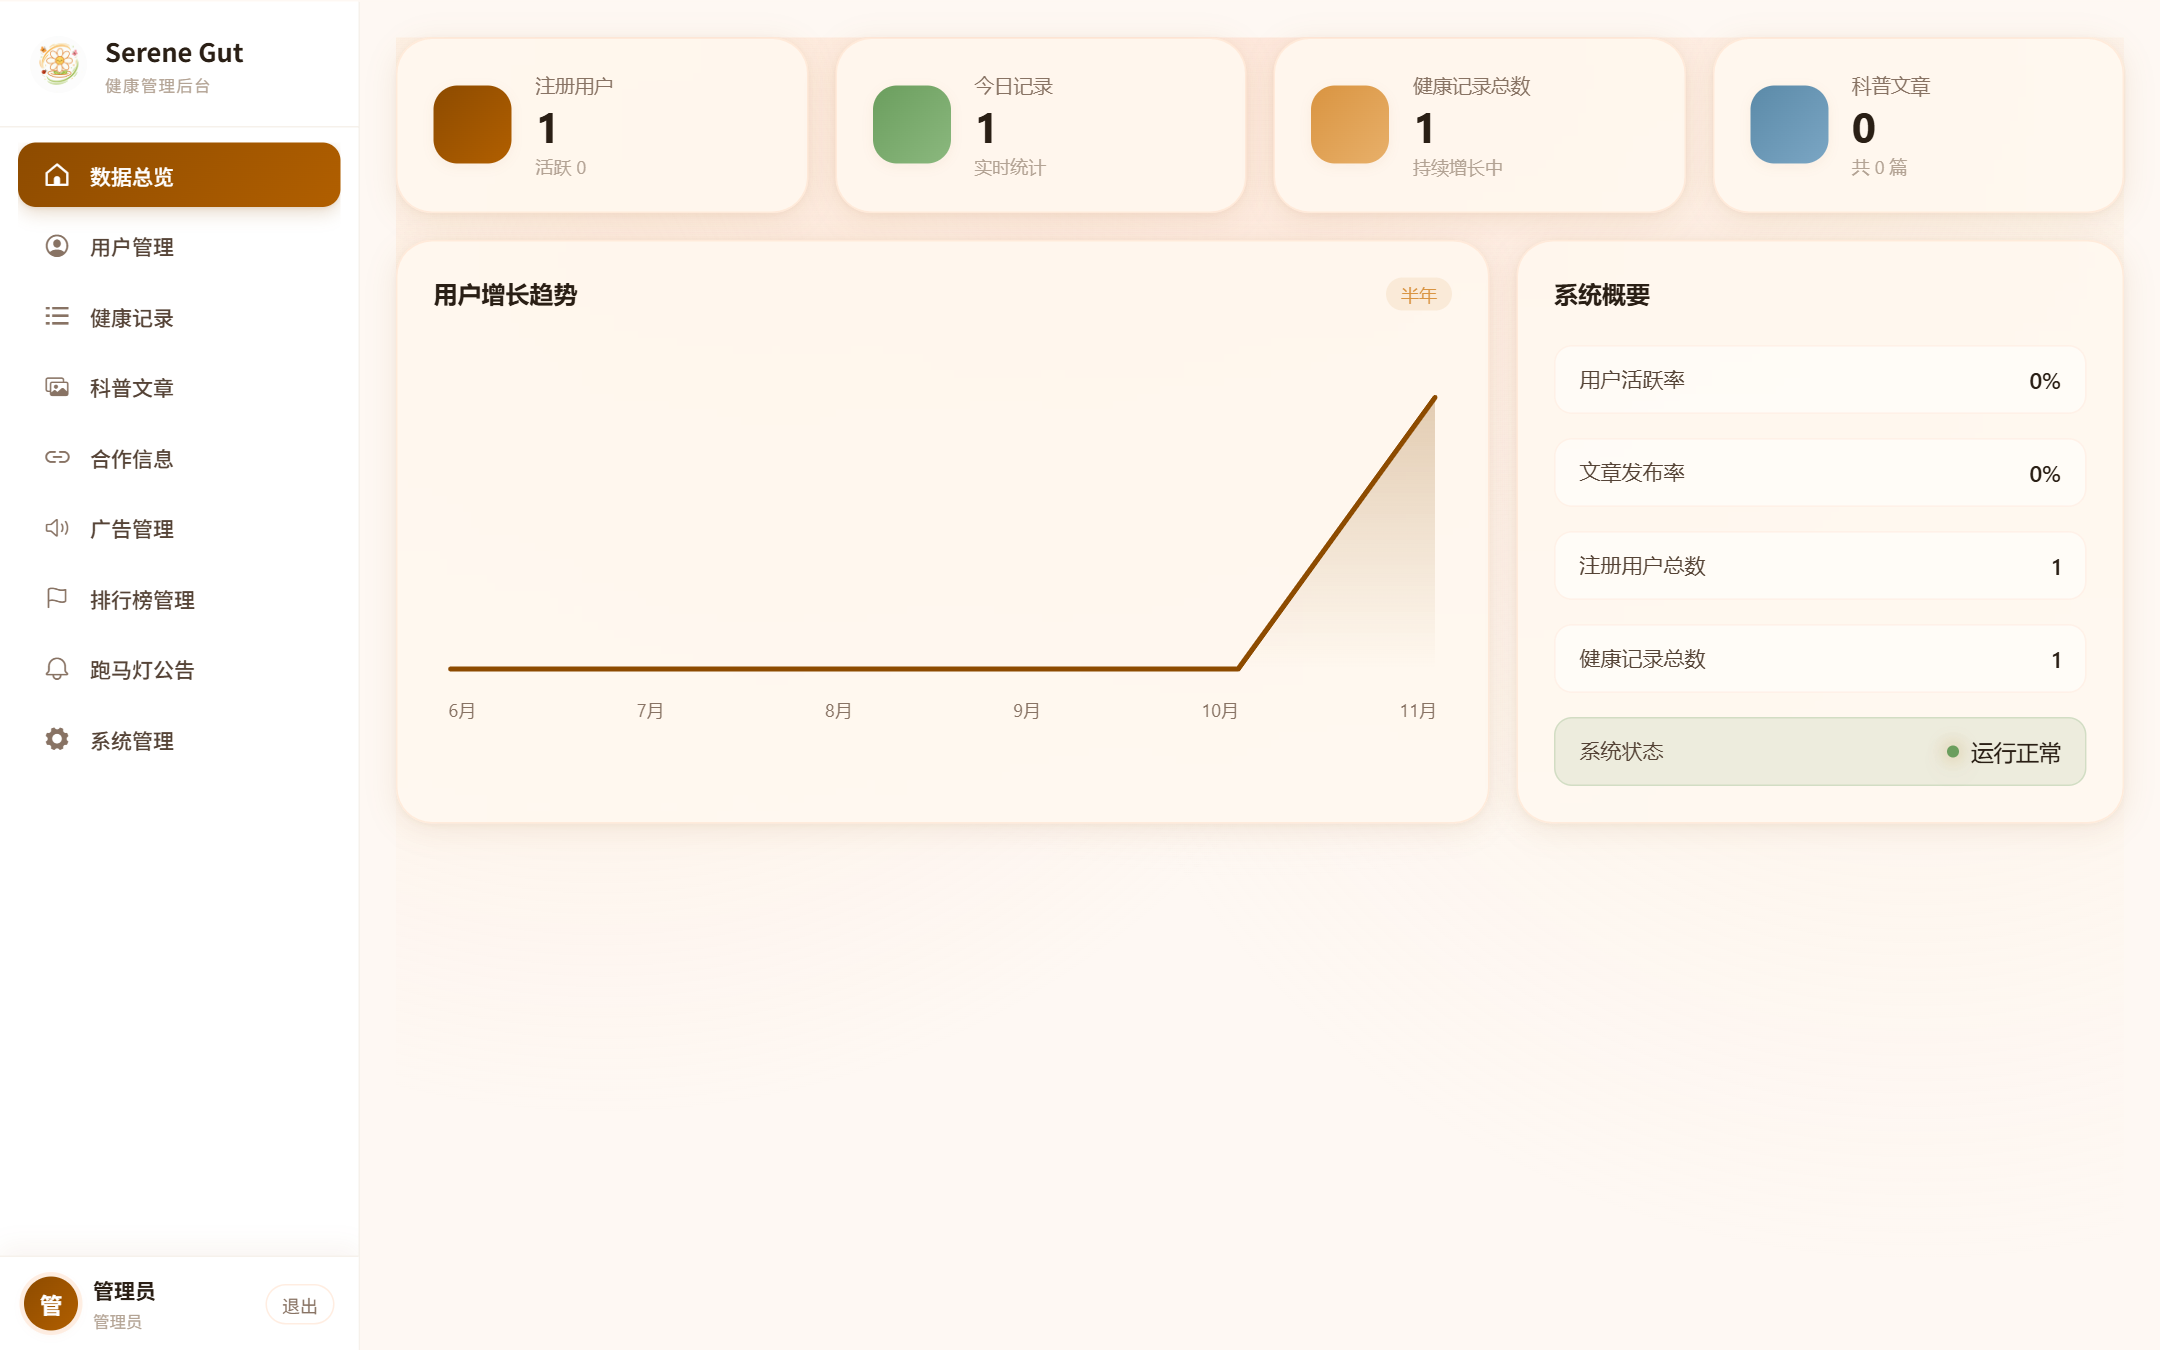 Serene Gut
健康管理后台
数据总览
用户管理
健康记录
科普文章
合作信息
广告管理
排行榜管理
跑马灯公告
系统管理
管
管理员
管理员
退出
注册用户
1
活跃 0
今日记录
1
实时统计
健康记录总数
1
持续增长中
科普文章
0
共 0 篇
用户增长趋势
半年
6月
7月
8月
9月
10月
11月
系统概要
用户活跃率
0%
文章发布率
0%
注册用户总数
1
健康记录总数
1
系统状态
运行正常